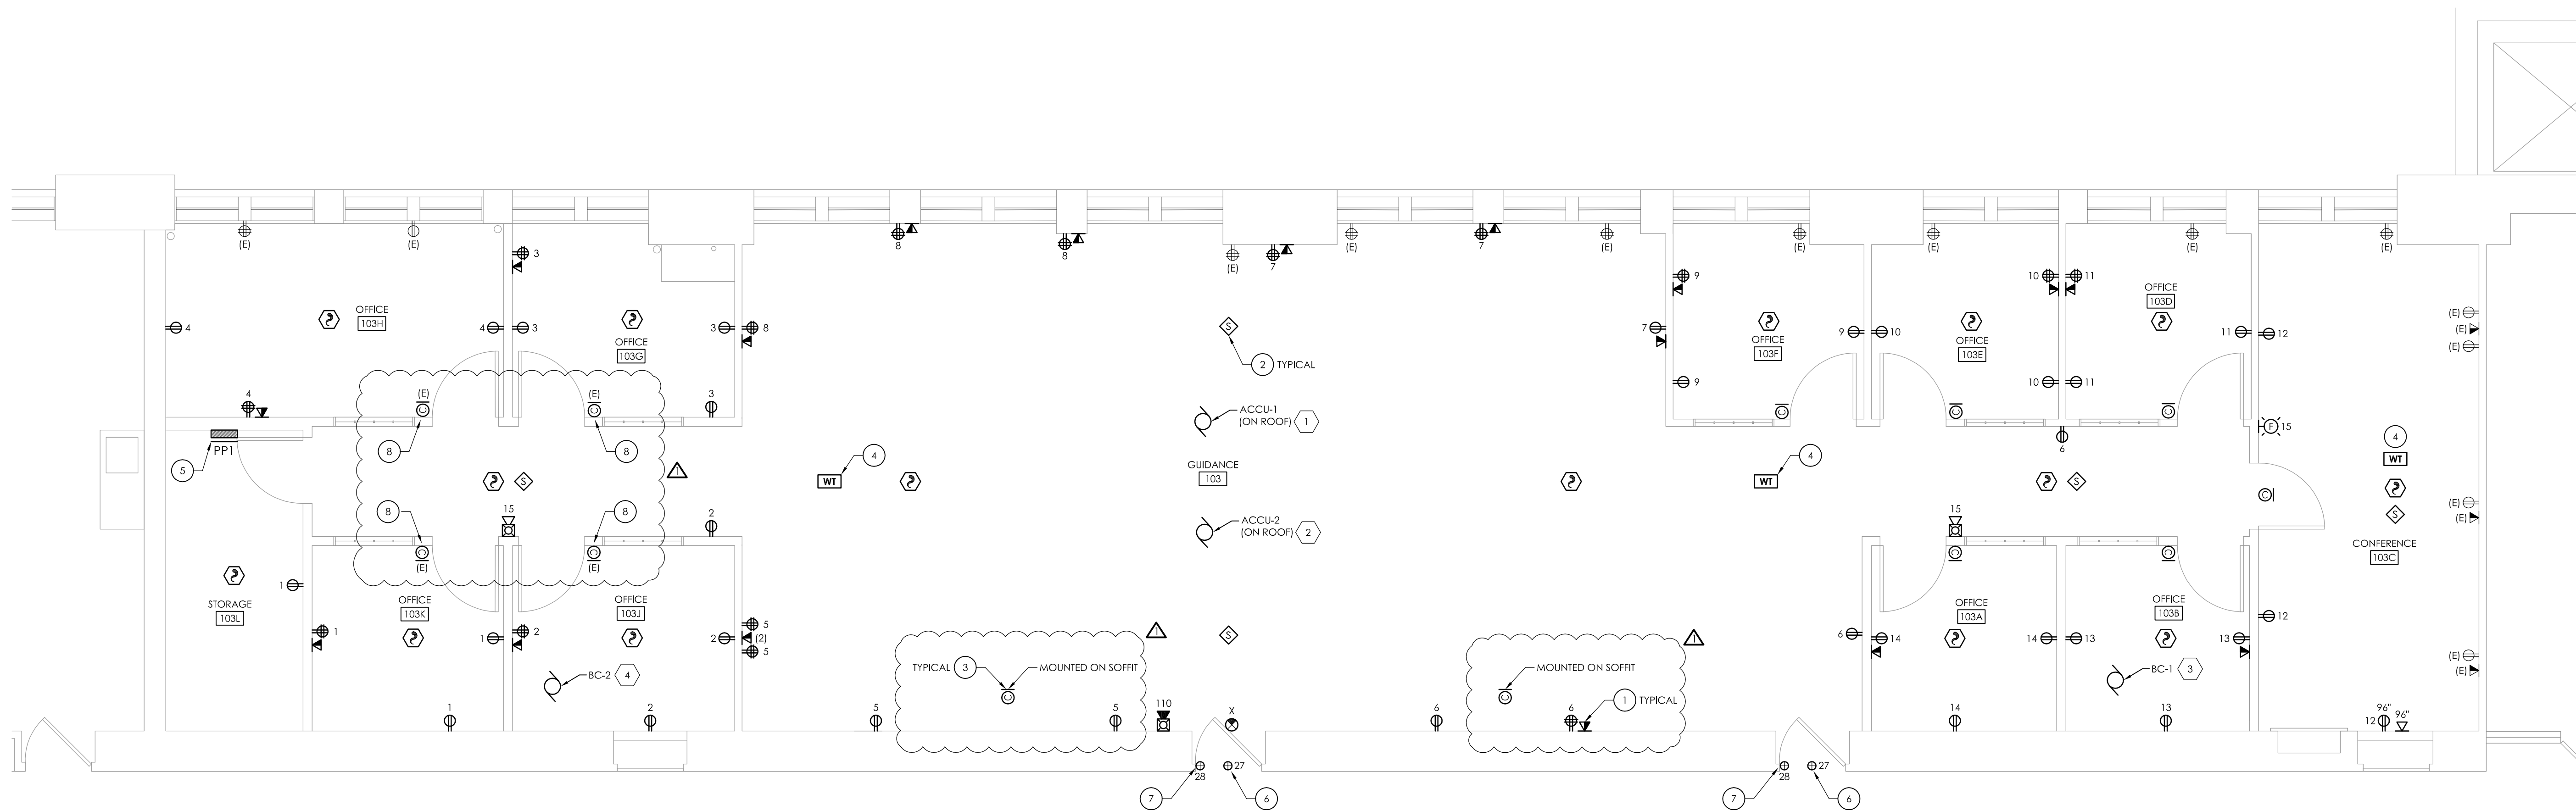 (E)
(E)
8
8
(E)
7
(E)
7
(E)
(E)
(E)
(E)
(E)
3
OFFICE
103H
4
4
3
OFFICE
103G
3
8
4
(E)
(E)
3
8
8
PP1
5
S
8
8
15
2
(E)
(E)
1
STORAGE
103L
1
OFFICE
103K
1
2
OFFICE
103J
2
5
(2)
5
BC-2
4
1
2
5
S
2 TYPICAL
ACCU-1
(ON ROOF)
1
WT
4
GUIDANCE
103
ACCU-2
(ON ROOF)
2
S
1
TYPICAL 3
MOUNTED ON SOFFIT
5
110
X
28
27
7
6
1
MOUNTED ON SOFFIT
1 TYPICAL
6
6
28
27
7
6
9
7
OFFICE
103F
9
9
10
OFFICE
103E
10
10
11
OFFICE
103D
11
11
12
F 15
6
WT
4
S
15
6
14
OFFICE
103A
14
13
OFFICE
103B
13
12
BC-1
3
14
13
4
WT
S
CONFERENCE
103C
(E)
(E)
(E)
(E)
(E)
(E)
(E)
96"
12
96"
1